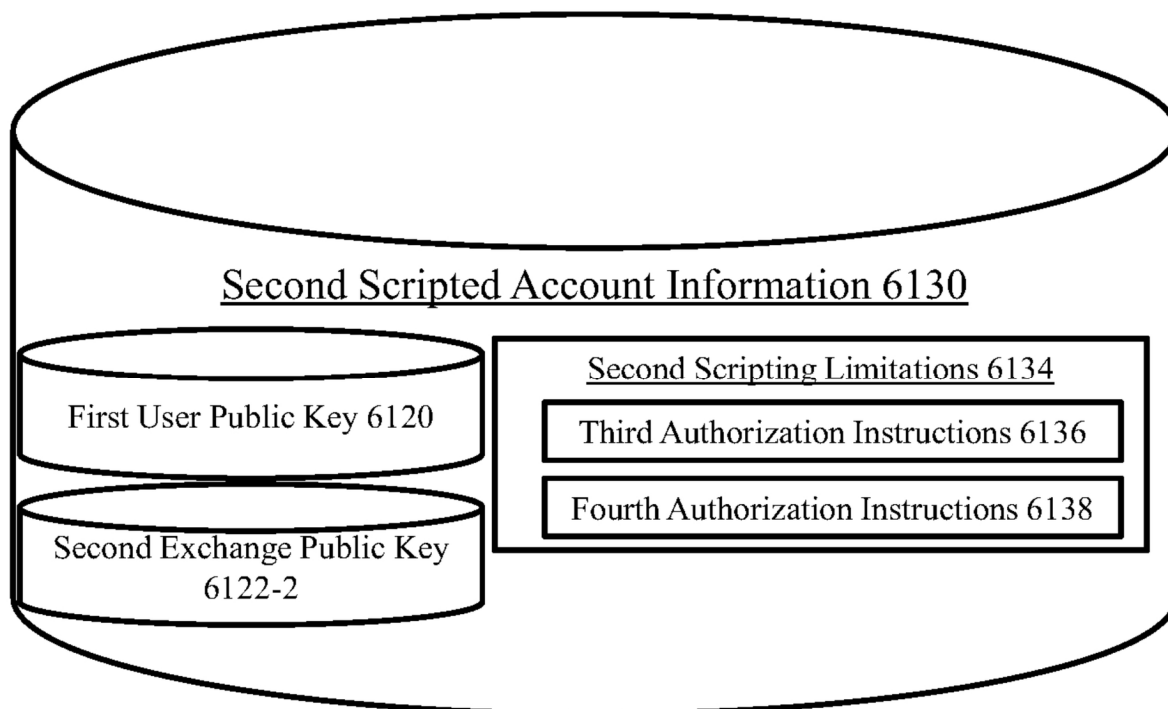 Second Scripted Account Information 6130
First User Public Key 6120
Second Exchange Public Key
6122-2
Second Scripting Limitations 6134
Third Authorization Instructions 6136
Fourth Authorization Instructions 6138